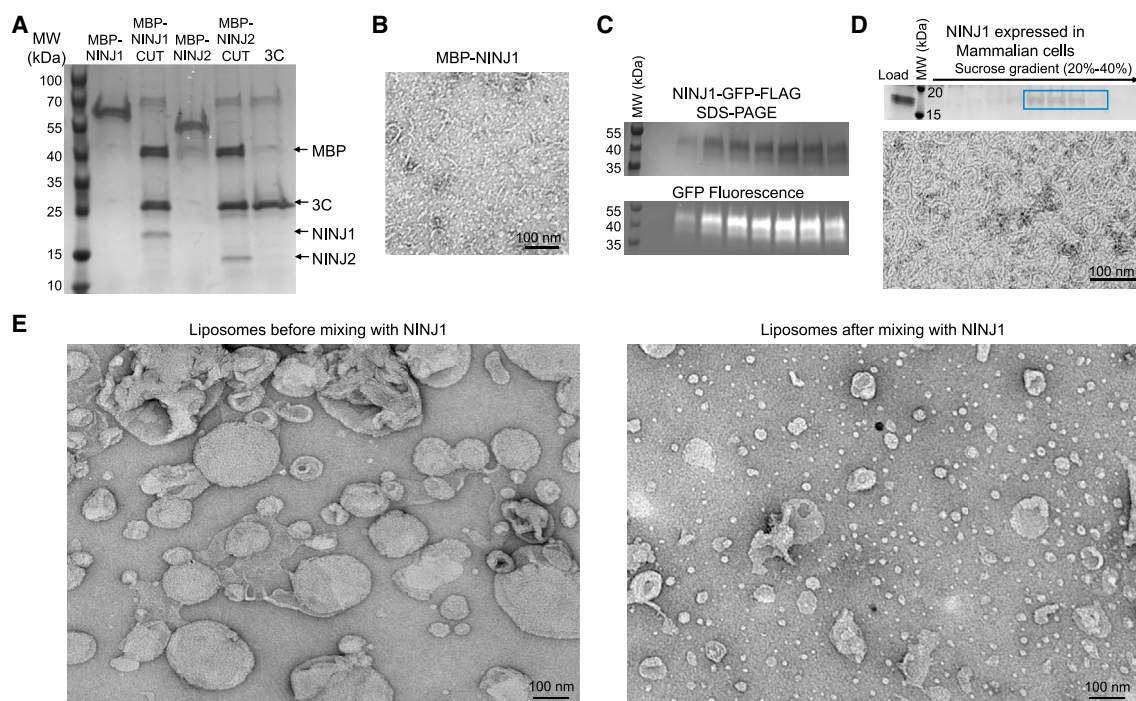 A
MW
(kDa)
MBP-
NINJ1
MBP-
NINJ1
CUT
MBP-
NINJ2
MBP-
NINJ2
CUT
3C
100
70
55
40
35
25
15
10
MBP
3C
NINJ1
NINJ2
B
MBP-NINJ1
100 nm
C
MW (kDa)
NINJ1-GFP-FLAG
SDS-PAGE
55
40
35
GFP Fluorescence
55
40
35
D
MW (kDa)
NINJ1 expressed in
Mammalian cells
Load
Sucrose gradient (20%-40%)
20
15
100 nm
E
Liposomes before mixing with NINJ1
100 nm
Liposomes after mixing with NINJ1
100 nm